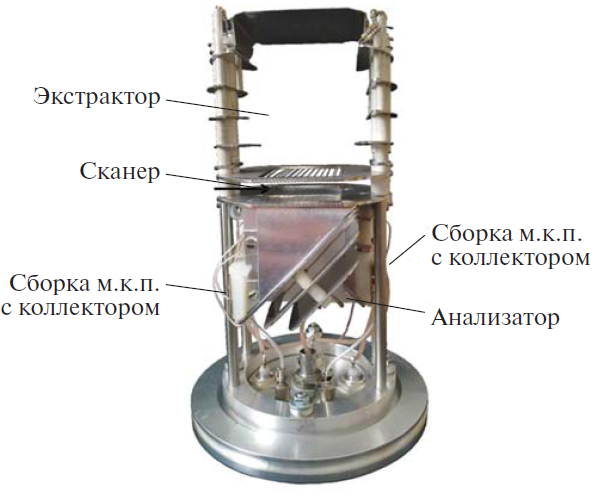 Экстрактор
Сканер
Сборка м.к.п.
с коллектором
Сборка м.к.п.
с коллектором
Анализатор